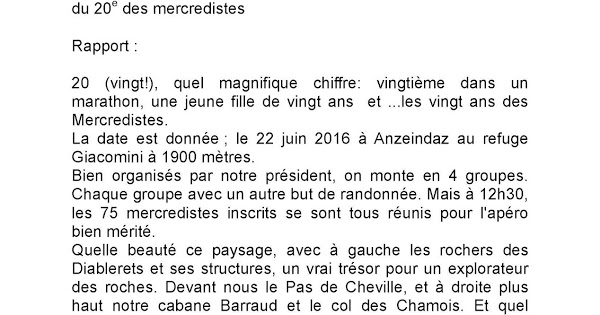 du 20e des mercredistes
Rapport :
20 (vingt!), quel magnifique chiffre: vingtième dans un
marathon, une jeune fille de vingt ans et ...les vingt ans des
Mercredistes.
La date est donnée ; le 22 juin 2016 à Anzeindaz au refuge
Giacomini à 1900 mètres.
Bien organisés par notre président, on monte en 4 groupes.
Chaque groupe avec un autre but de randonnée. Mais à 12h30,
les 75 mercredistes inscrits se sont tous réunis pour l'apéro
bien mérité.
Quelle beauté ce paysage, avec à gauche les rochers des
Diablerets et ses structures, un vrai trésor pour un explorateur
des roches. Devant nous le Pas de Cheville, et à droite plus
haut notre cabane Barraud et le col des Chamois. Et quel